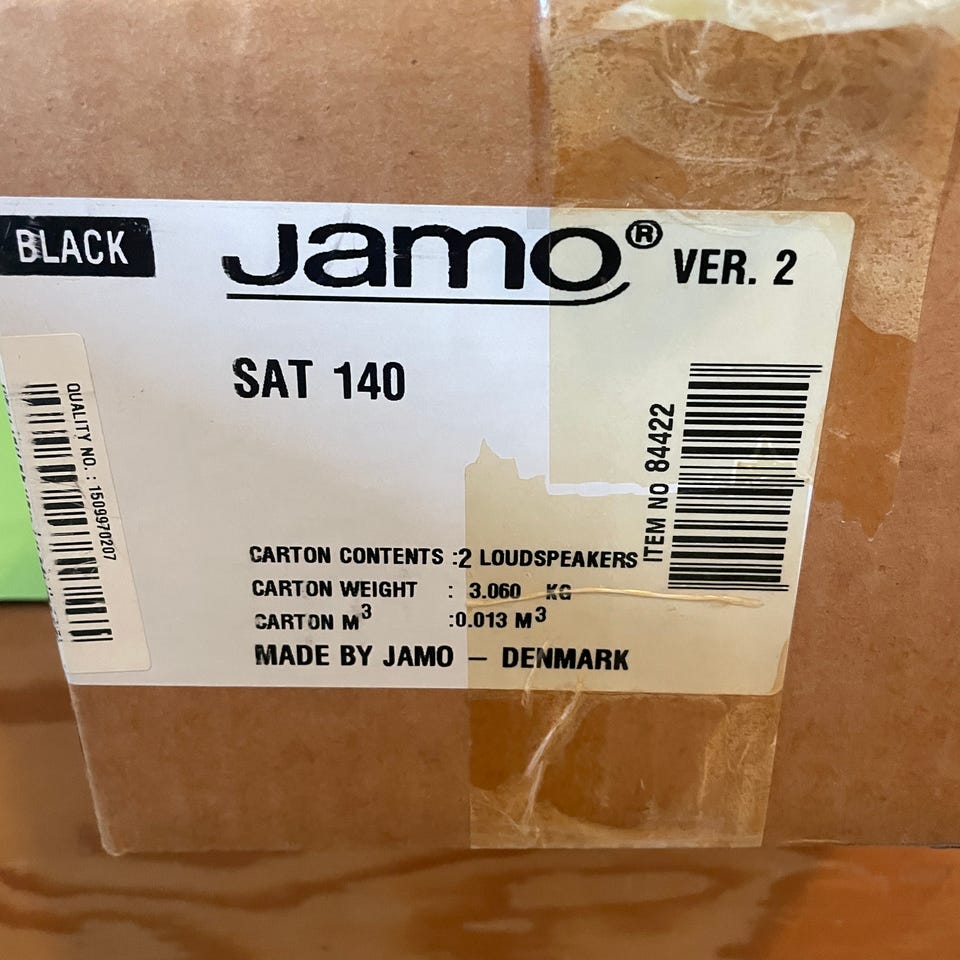 BLACK
Jamo® VER. 2
SAT 140
QUALITY NO. : 1509970207
ITEM NO 84422
CARTON CONTENTS :2 LOUDSPEAKERS
CARTON WEIGHT : 3.060 KG
CARTON M³ :0.013 M³
MADE BY JAMO – DENMARK